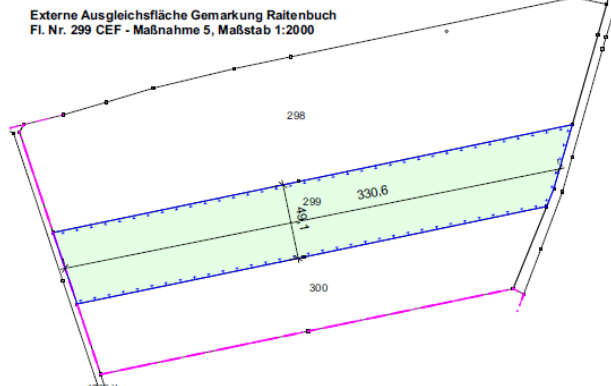 Externe Ausgleichsfläche Gemarkung Raitenbuch
Fl. Nr. 299 CEF - Maßnahme 5, Maßstab 1:2000
298
299
330.6
49.1
300